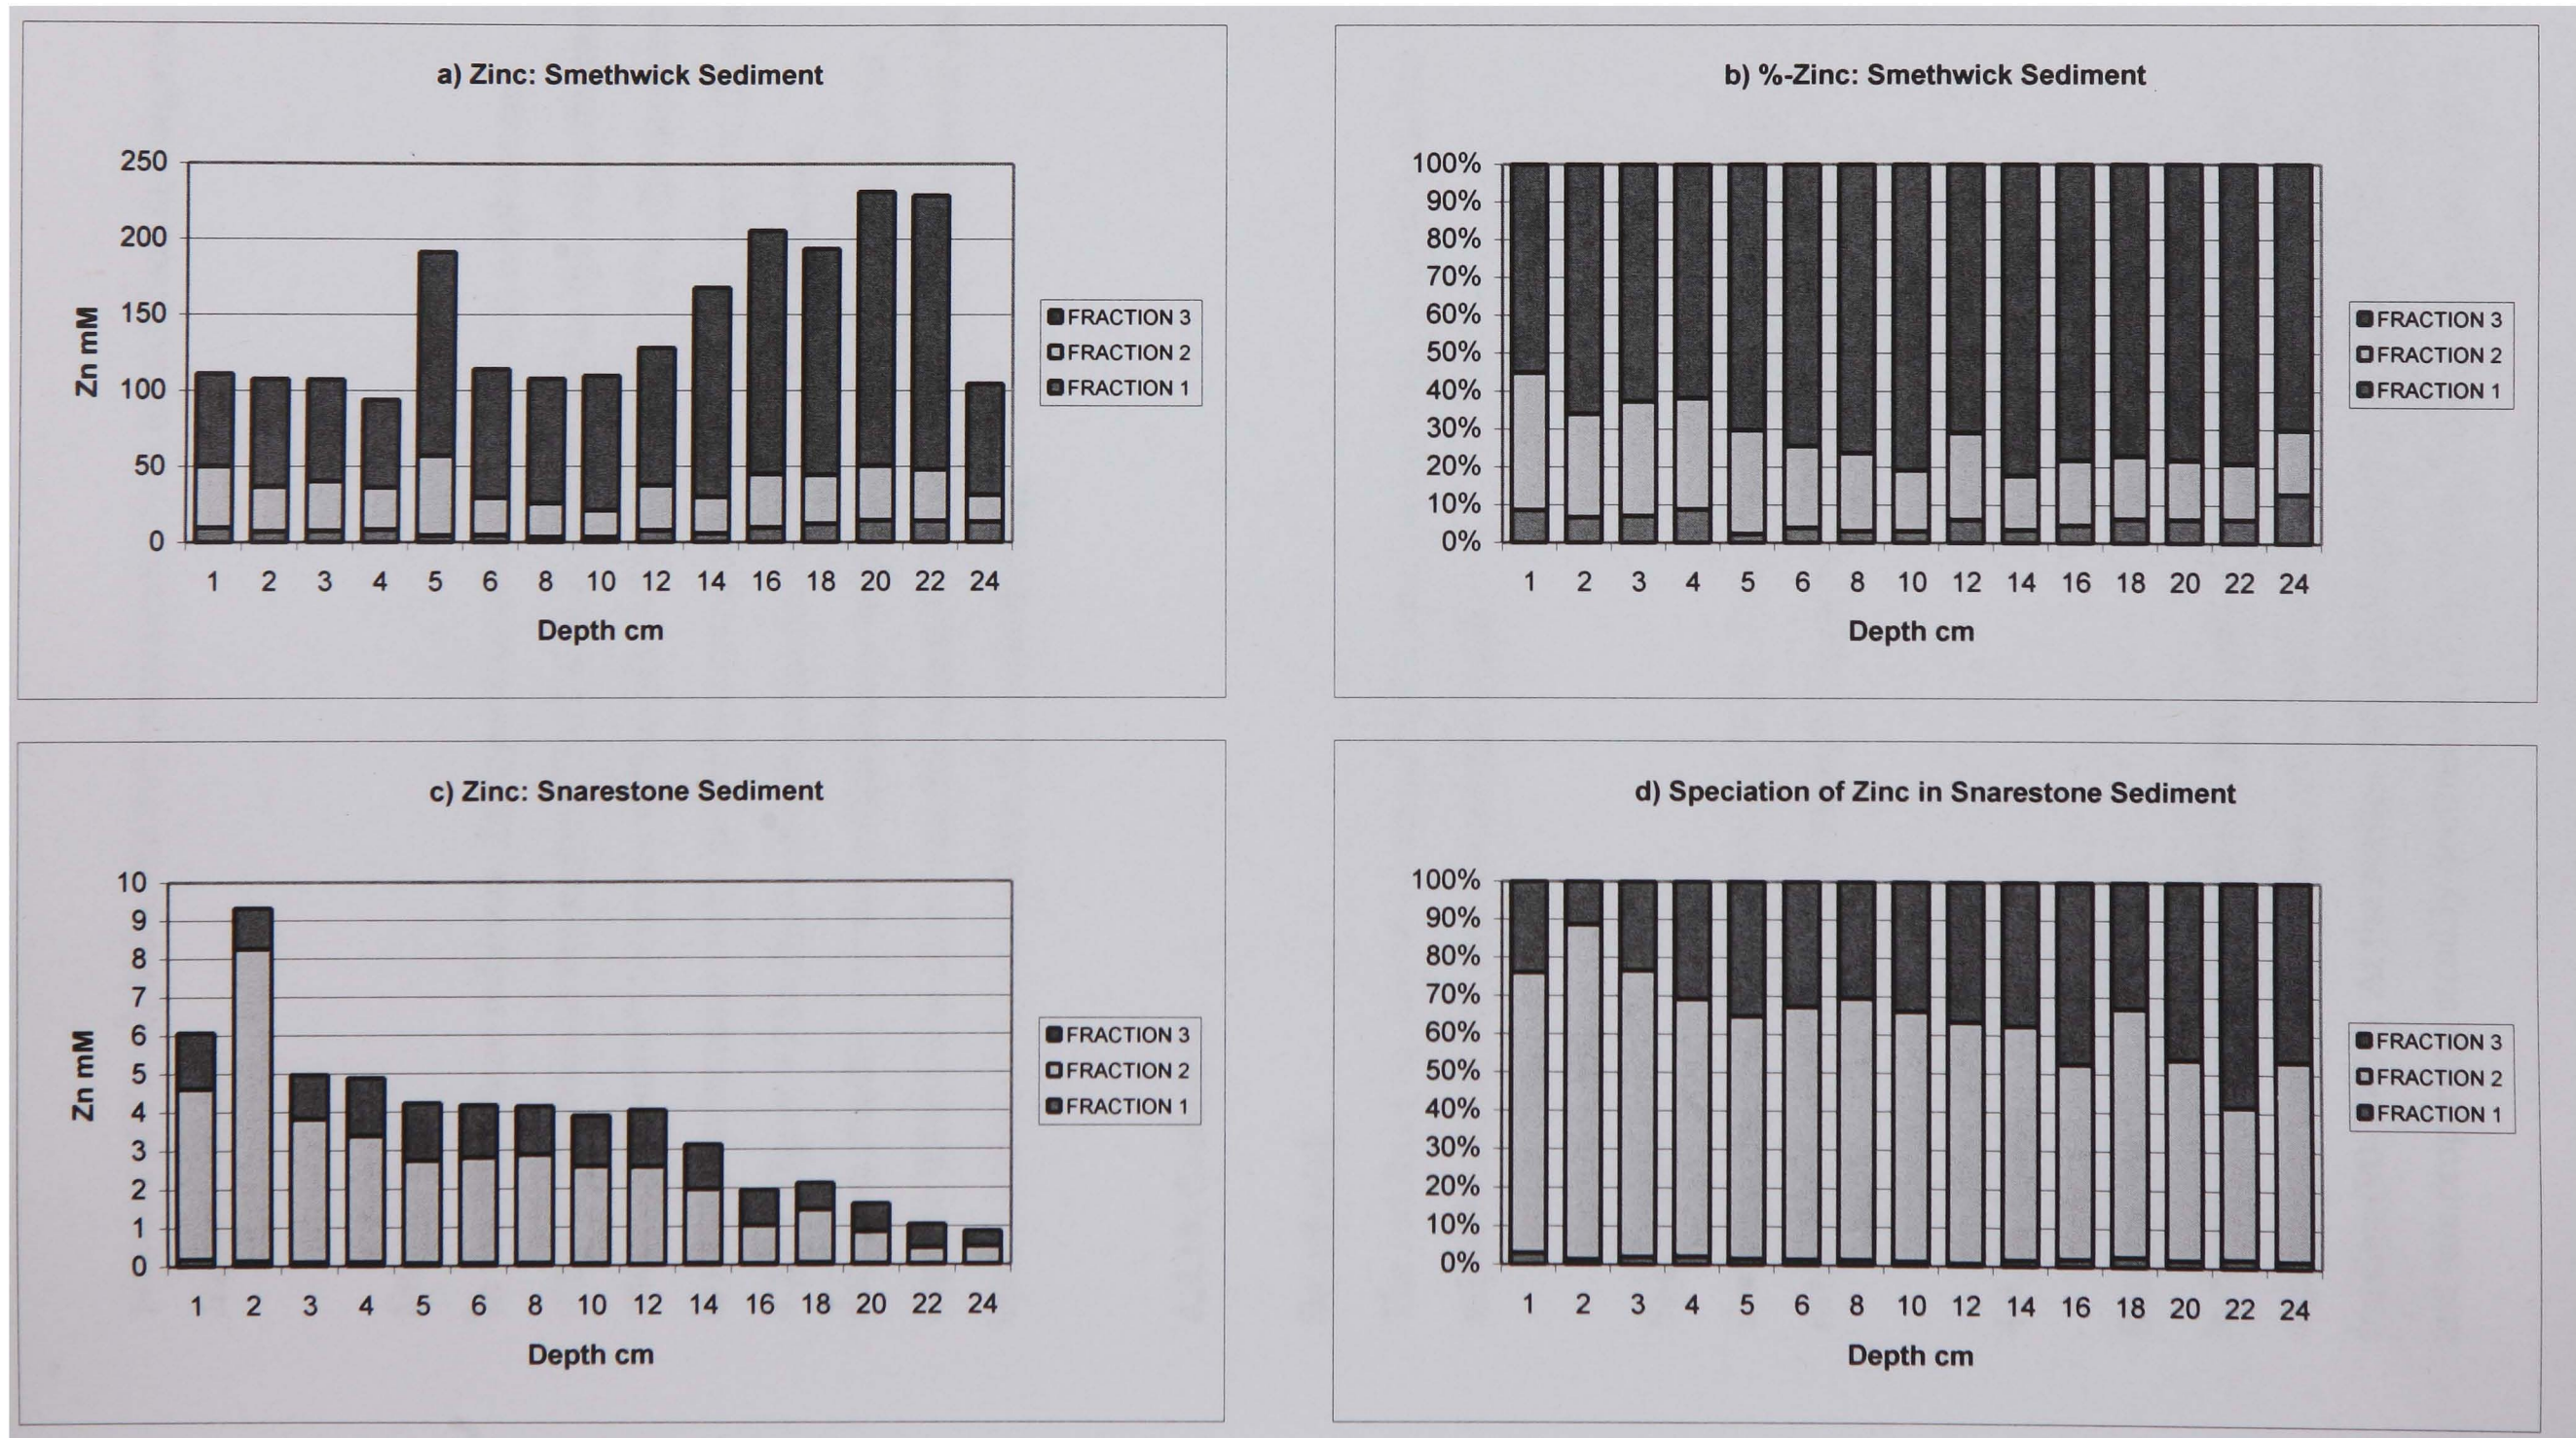 a) Zinc: Smethwick Sediment
250
200
150
100
50
0
Zn mM
1 2 3 4 5 6 8 10 12 14 16 18 20 22 24
Depth cm
FRACTION 3
FRACTION 2
FRACTION 1
b) %-Zinc: Smethwick Sediment
100%
90%
80%
70%
60%
50%
40%
30%
20%
10%
0%
1 2 3 4 5 6 8 10 12 14 16 18 20 22 24
Depth cm
FRACTION 3
FRACTION 2
FRACTION 1
c) Zinc: Snarestone Sediment
10
9
8
7
6
5
4
3
2
1
0
Zn mM
1 2 3 4 5 6 8 10 12 14 16 18 20 22 24
Depth cm
FRACTION 3
FRACTION 2
FRACTION 1
d) Speciation of Zinc in Snarestone Sediment
100%
90%
80%
70%
60%
50%
40%
30%
20%
10%
0%
1 2 3 4 5 6 8 10 12 14 16 18 20 22 24
Depth cm
FRACTION 3
FRACTION 2
FRACTION 1